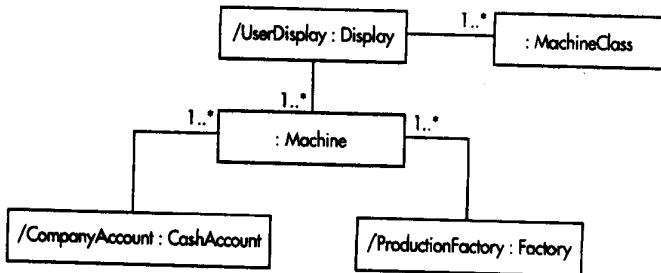 /UserDisplay : Display
1..*
: MachineClass
1..*
1..*
: Machine
1..*
/CompanyAccount : CashAccount
/ProductionFactory : Factory